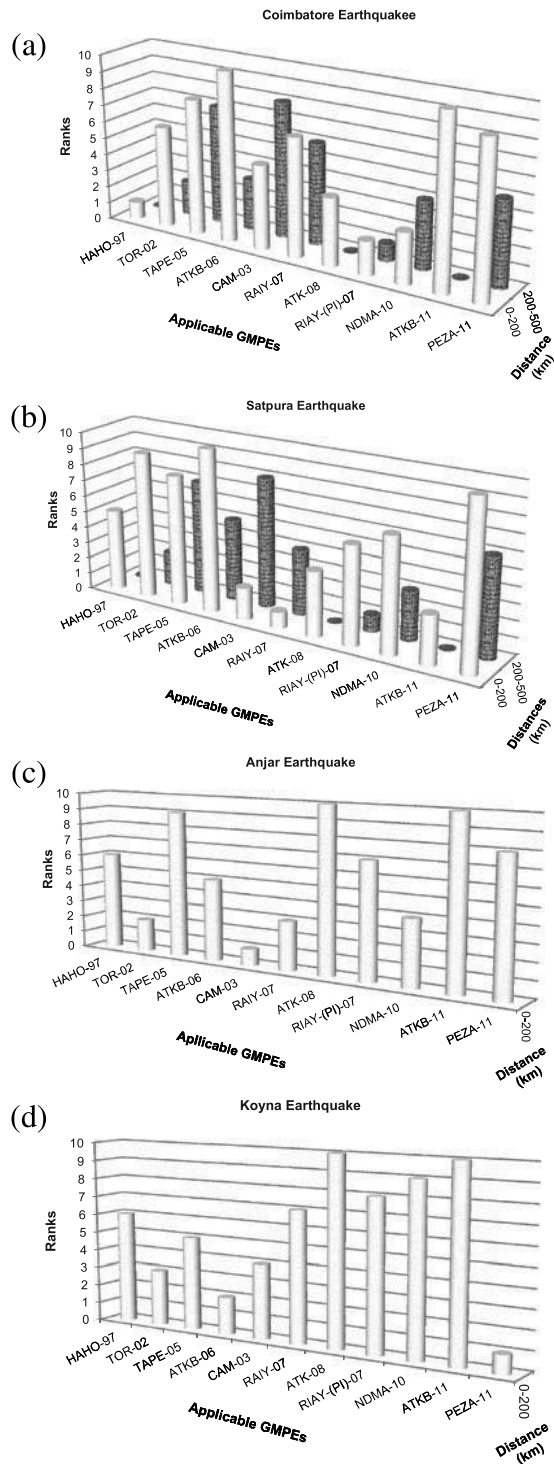 Coimbatore Earthquakee
(a)
10
9
8
7
6
5
4
3
2
1
0
Ranks
HAHO-97
TOR-02
TAPE-05
ATKB-06
CAM-03
RAIY-07
ATK-08
RIAY-(PI)-07
NDMA-10
ATKB-11
PEZA-11
Applicable GMPEs
0-200
200-500
Distance
(km)
Satpura Earthquake
(b)
10
9
8
7
6
5
4
3
2
1
0
Ranks
HAHO-97
TOR-02
TAPE-05
ATKB-06
CAM-03
RAIY-07
ATK-08
RIAY-(PI)-07
NDMA-10
ATKB-11
PEZA-11
Applicable GMPEs
0-200
200-500
Distances
(km)
Anjar Earthquake
(c)
10
9
8
7
6
5
4
3
2
1
0
Ranks
HAHO-97
TOR-02
TAPE-05
ATKB-06
CAM-03
RAIY-07
ATK-08
RIAY-(PI)-07
NDMA-10
ATKB-11
PEZA-11
Aplicable GMPEs
0-200
Distance
(km)
Koyna Earthquake
(d)
10
9
8
7
6
5
4
3
2
1
0
Ranks
HAHO-97
TOR-02
TAPE-05
ATKB-06
CAM-03
RAIY-07
ATK-08
RIAY-(PI)-07
NDMA-10
ATKB-11
PEZA-11
Applicable GMPEs
0-200
Distance
(km)